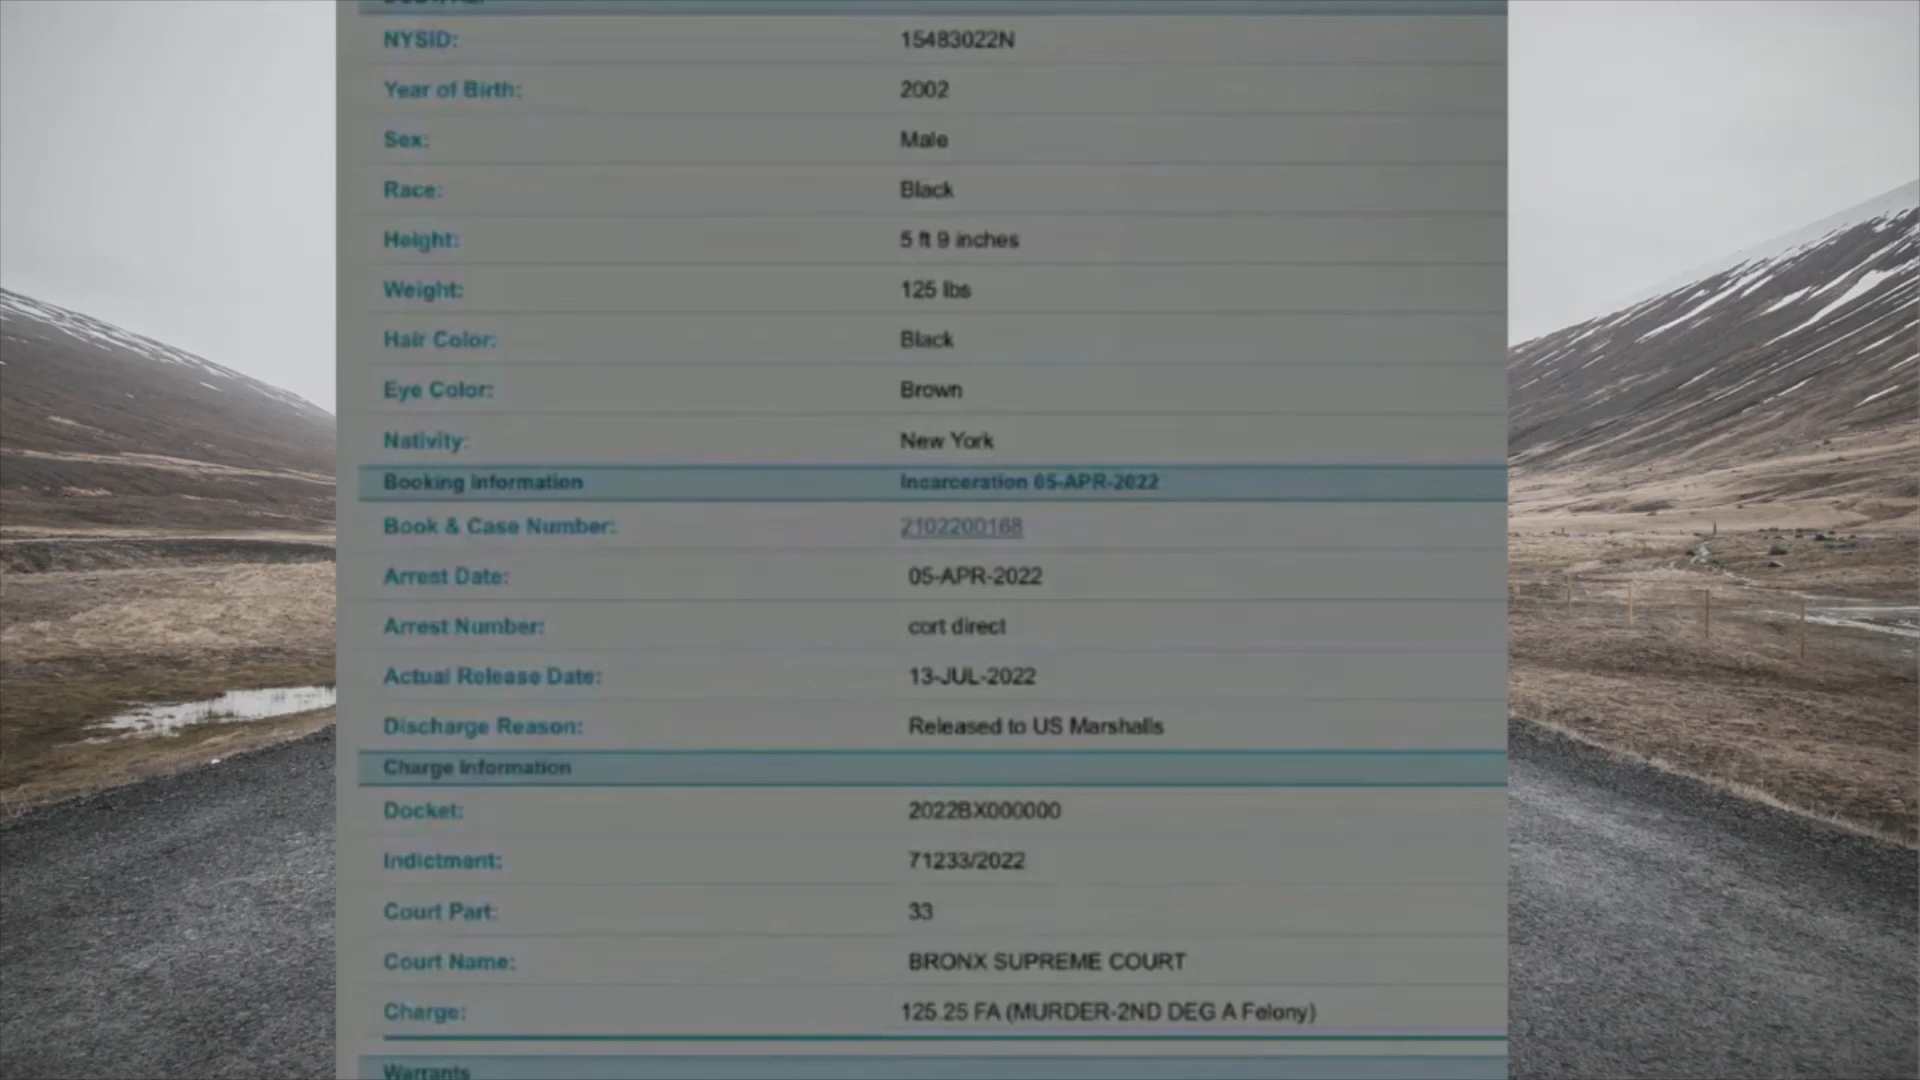 NYSID: 15483022N
Year of Birth: 2002
Sex: Male
Race: Black
Height: 5 ft 9 inches
Weight: 125 lbs
Hair Color: Black
Eye Color: Brown
Nativity: New York
Booking Information Incarceration 05-APR-2022
Book & Case Number: 2102200168
Arrest Date: 05-APR-2022
Arrest Number: cort direct
Actual Release Date: 13-JUL-2022
Discharge Reason: Released to US Marshalls
Charge Information
Docket: 2022BX000000
Indictment: 71233/2022
Court Part: 33
Court Name: BRONX SUPREME COURT
Charge: 125.25 FA (MURDER-2ND DEG A Felony)
Warrants